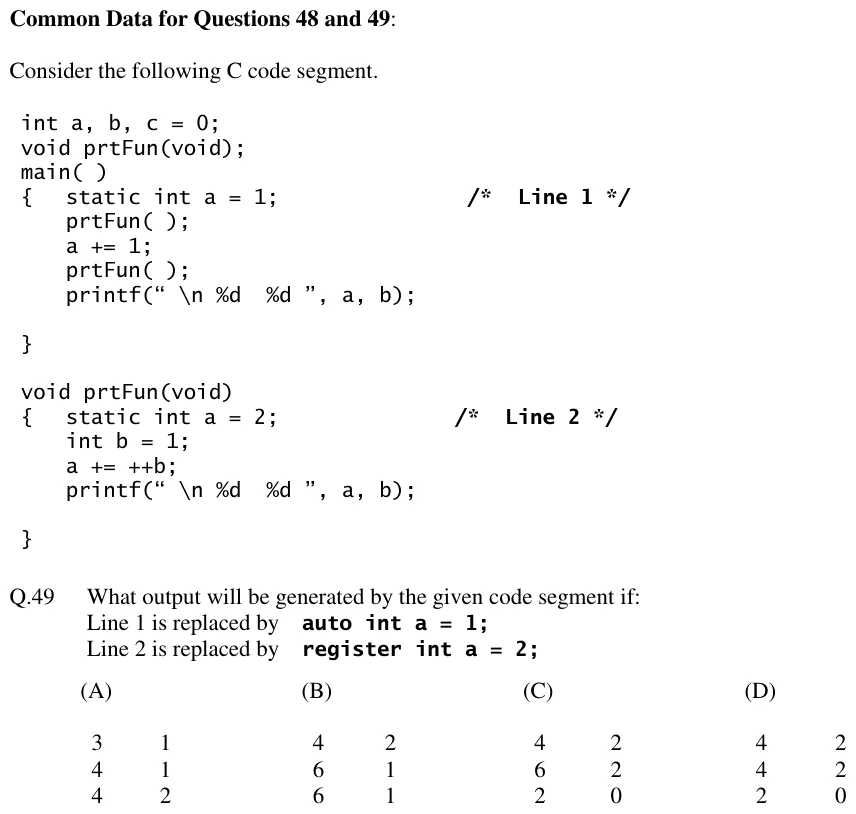 Common Data for Questions 48 and 49:
Consider the following C code segment.
int a, b, c = 0;
void prtFun(void);
main( )
{ static int a = 1; /* Line 1 */
prtFun( );
a += 1;
prtFun( );
printf(“ \n %d %d ”, a, b);
}
void prtFun(void)
{ static int a = 2; /* Line 2 */
int b = 1;
a += ++b;
printf(“ \n %d %d ”, a, b);
}
Q.49 What output will be generated by the given code segment if:
Line 1 is replaced by auto int a = 1;
Line 2 is replaced by register int a = 2;
(A) (B) (C) (D)
3 1 4 2 4 2 4 2
4 1 6 1 6 2 4 2
4 2 6 1 2 0 2 0